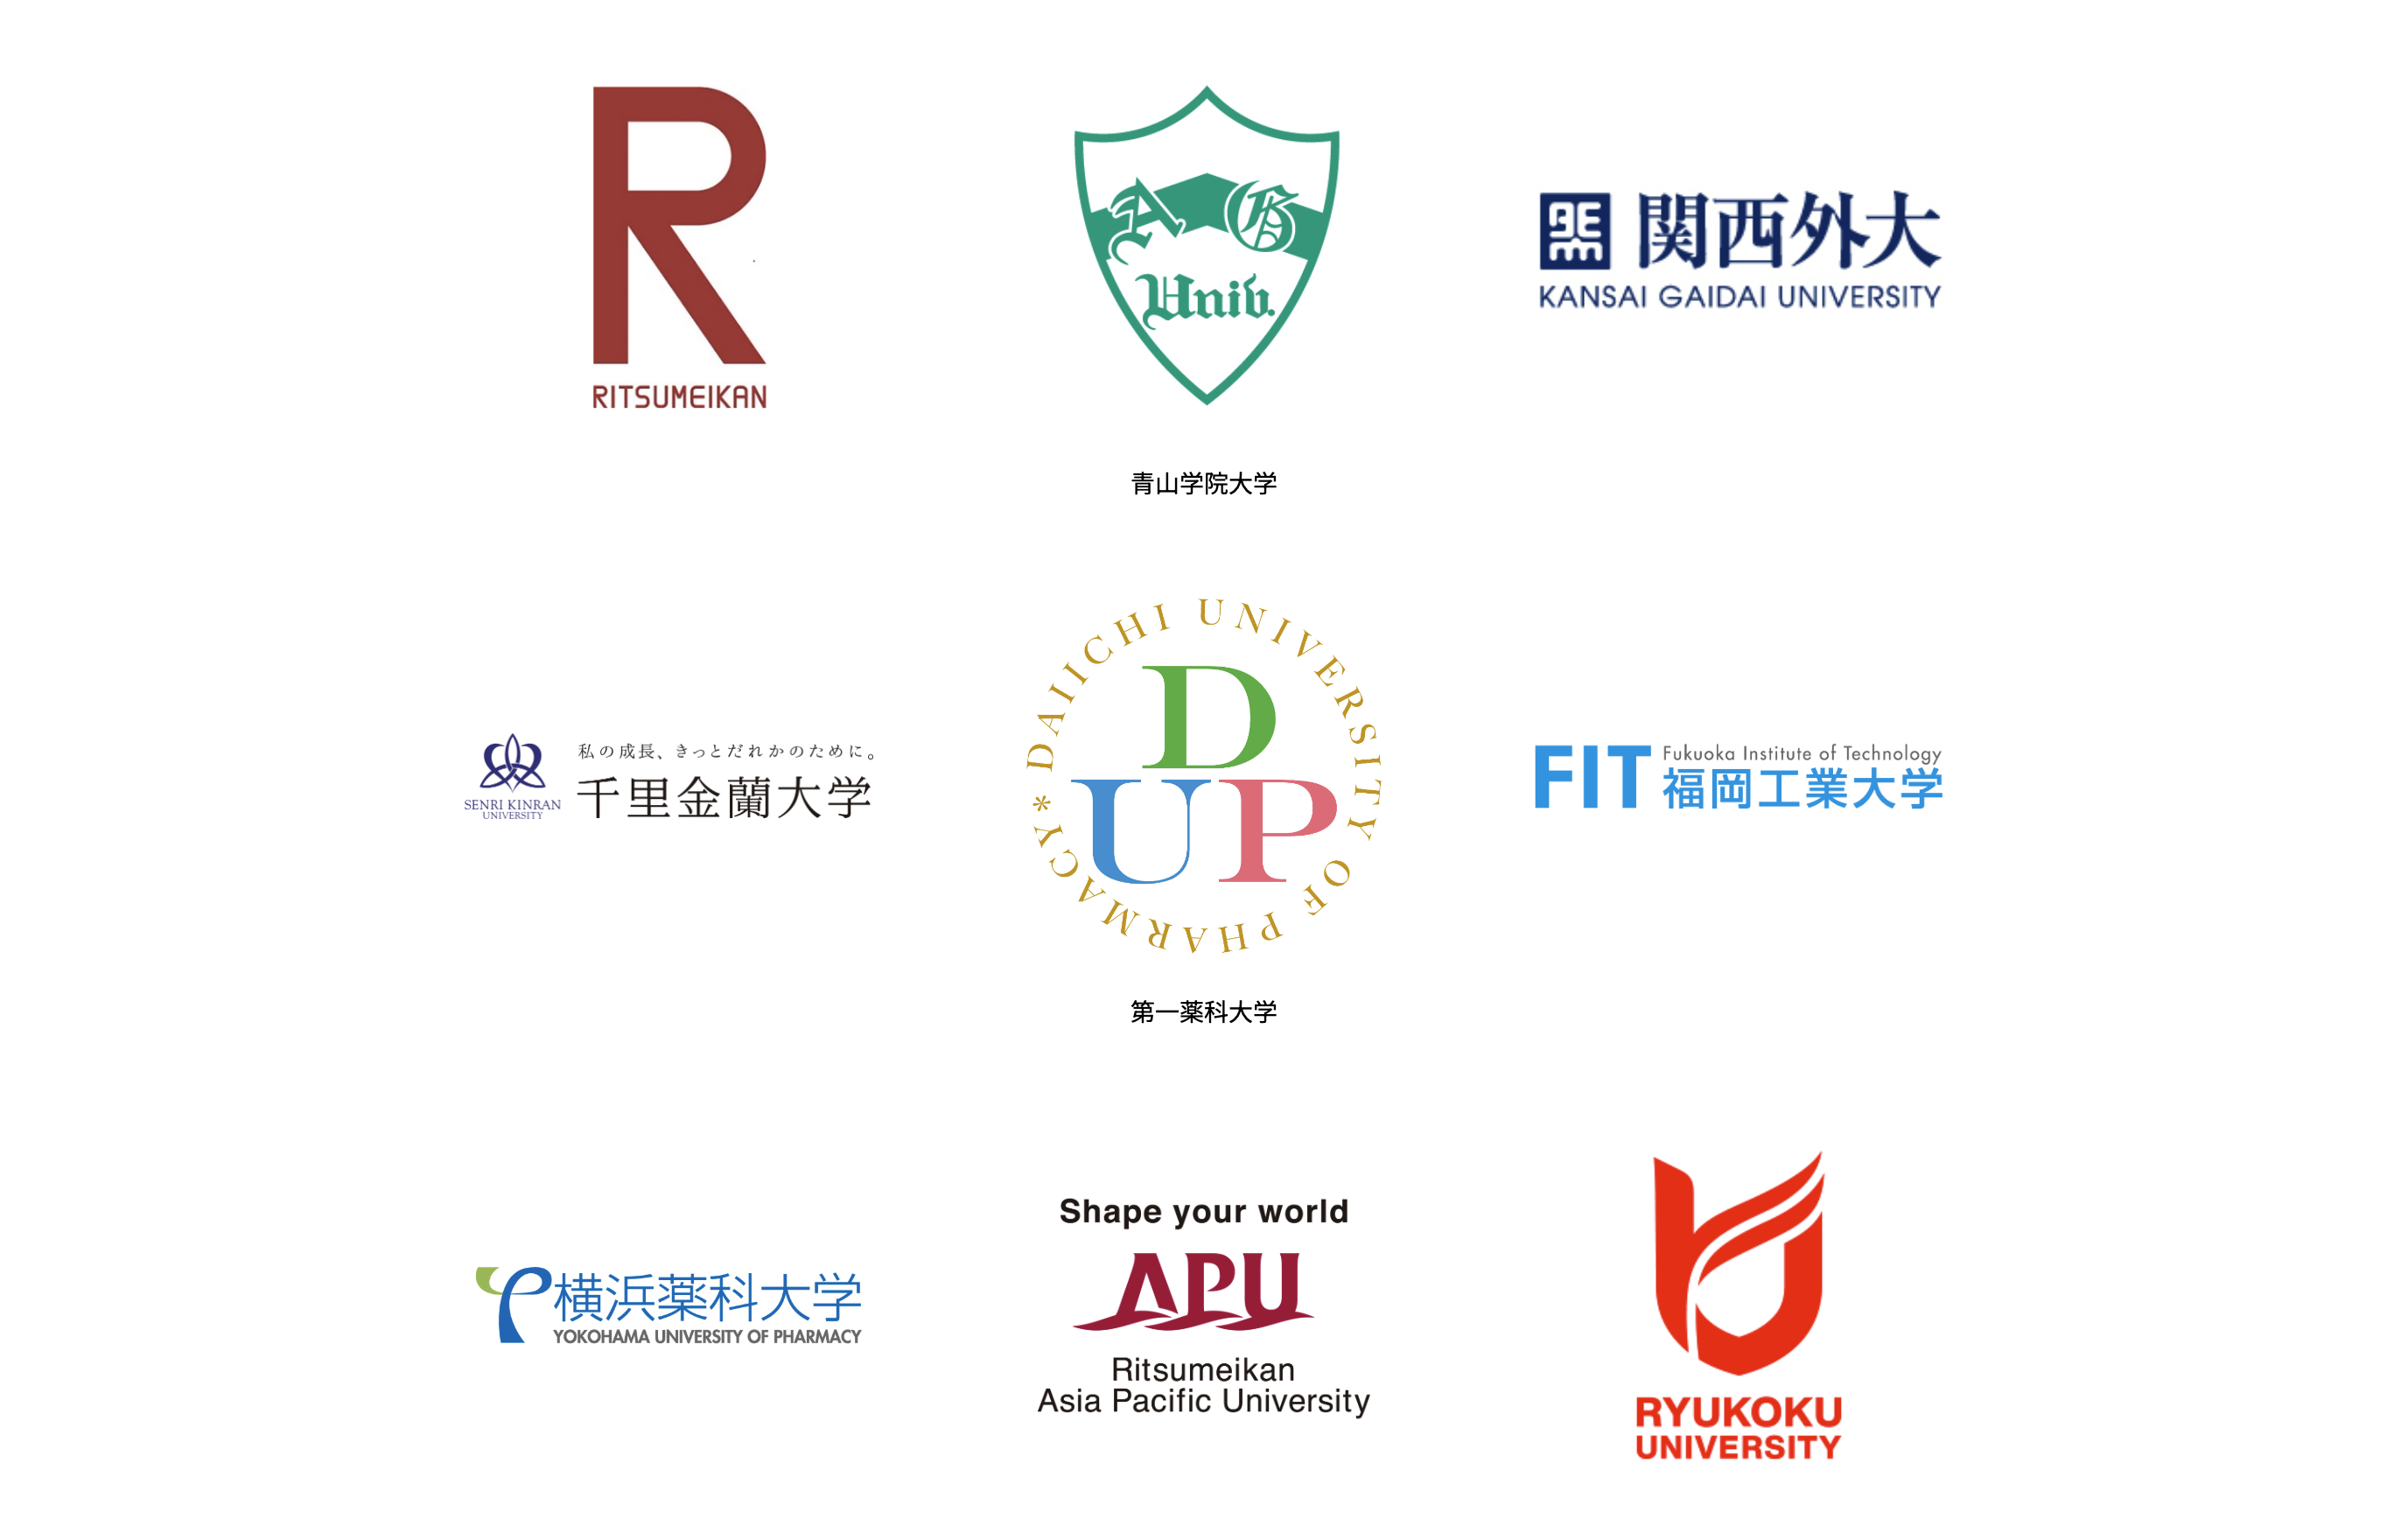 R
RITSUMEIKAN
A G
Univ.
青山学院大学
関西外大
KANSAI GAIDAI UNIVERSITY
SENRI KINRAN
UNIVERSITY
私の成長、きっとだれかのために。
千里金蘭大学
DAIICHI UNIVERSITY OF PHARMACY*
D
UP
第一薬科大学
FIT
Fukuoka Institute of Technology
福岡工業大学
横浜薬科大学
YOKOHAMA UNIVERSITY OF PHARMACY
Shape your world
APU
Ritsumeikan
Asia Pacific University
RYUKOKU
UNIVERSITY